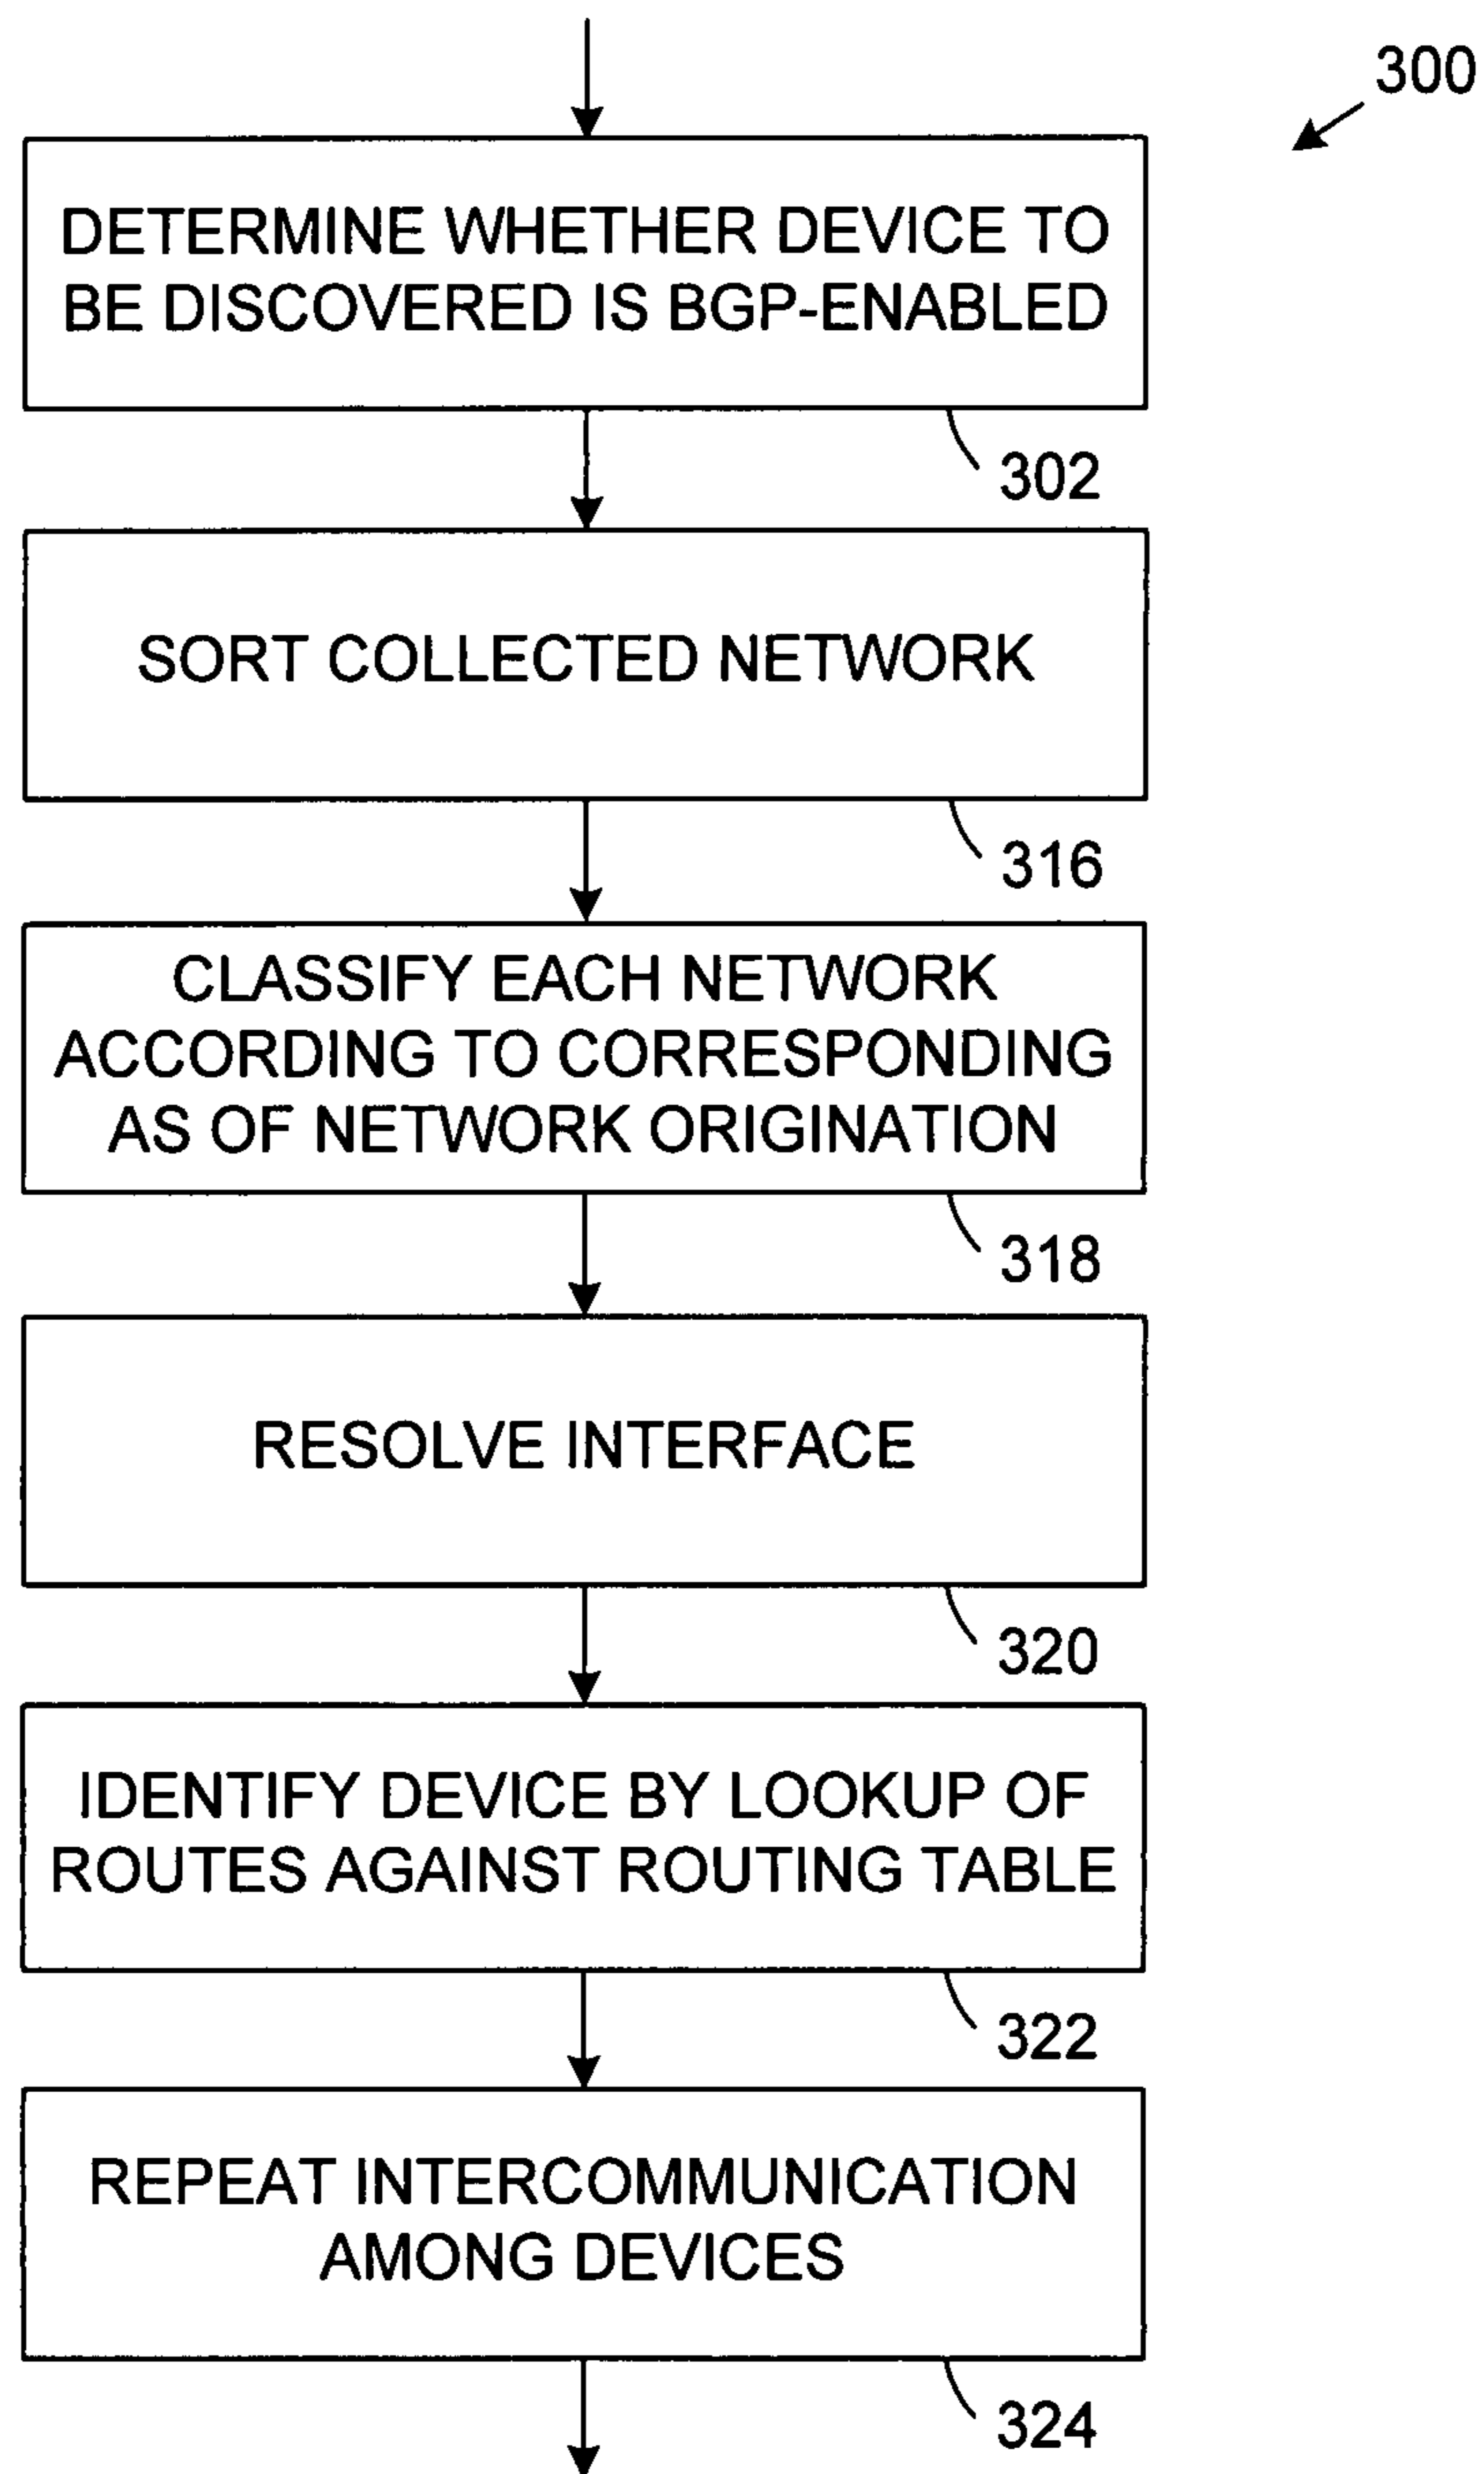 300
DETERMINE WHETHER DEVICE TO
BE DISCOVERED IS BGP-ENABLED
302
SORT COLLECTED NETWORK
316
CLASSIFY EACH NETWORK
ACCORDING TO CORRESPONDING
AS OF NETWORK ORIGINATION
318
RESOLVE INTERFACE
320
IDENTIFY DEVICE BY LOOKUP OF
ROUTES AGAINST ROUTING TABLE
322
REPEAT INTERCOMMUNICATION
AMONG DEVICES
324